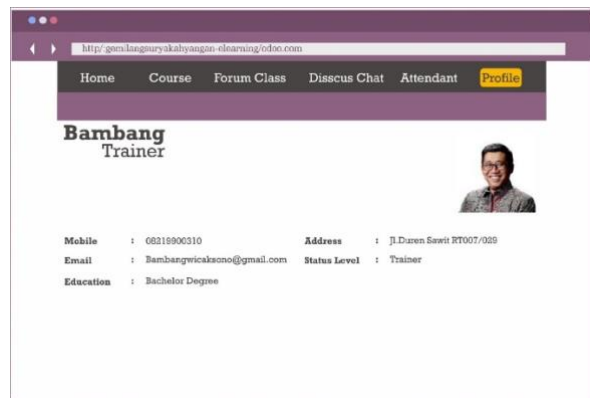 http/:gemilangsuryakahyangan-elearning/odoo.com
Home Course Forum Class Disscus Chat Attendant Profile
Bambang
Trainer
Mobile : 08219900310 Address : Jl.Duren Sawit RT007/029
Email : Bambangwicaksono@gmail.com Status Level : Trainer
Education : Bachelor Degree